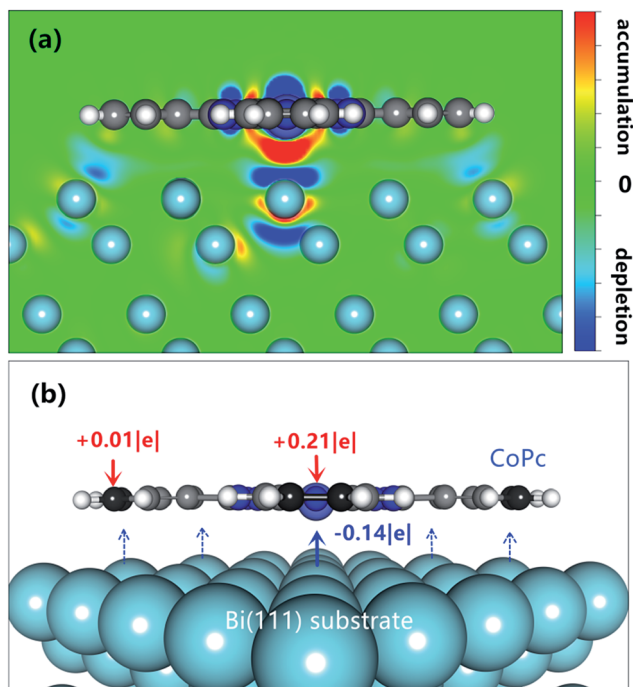 (a)
accumulation
0
depletion
(b)
+0.01|e|
+0.21|e|
CoPc
-0.14|e|
Bi(111) substrate